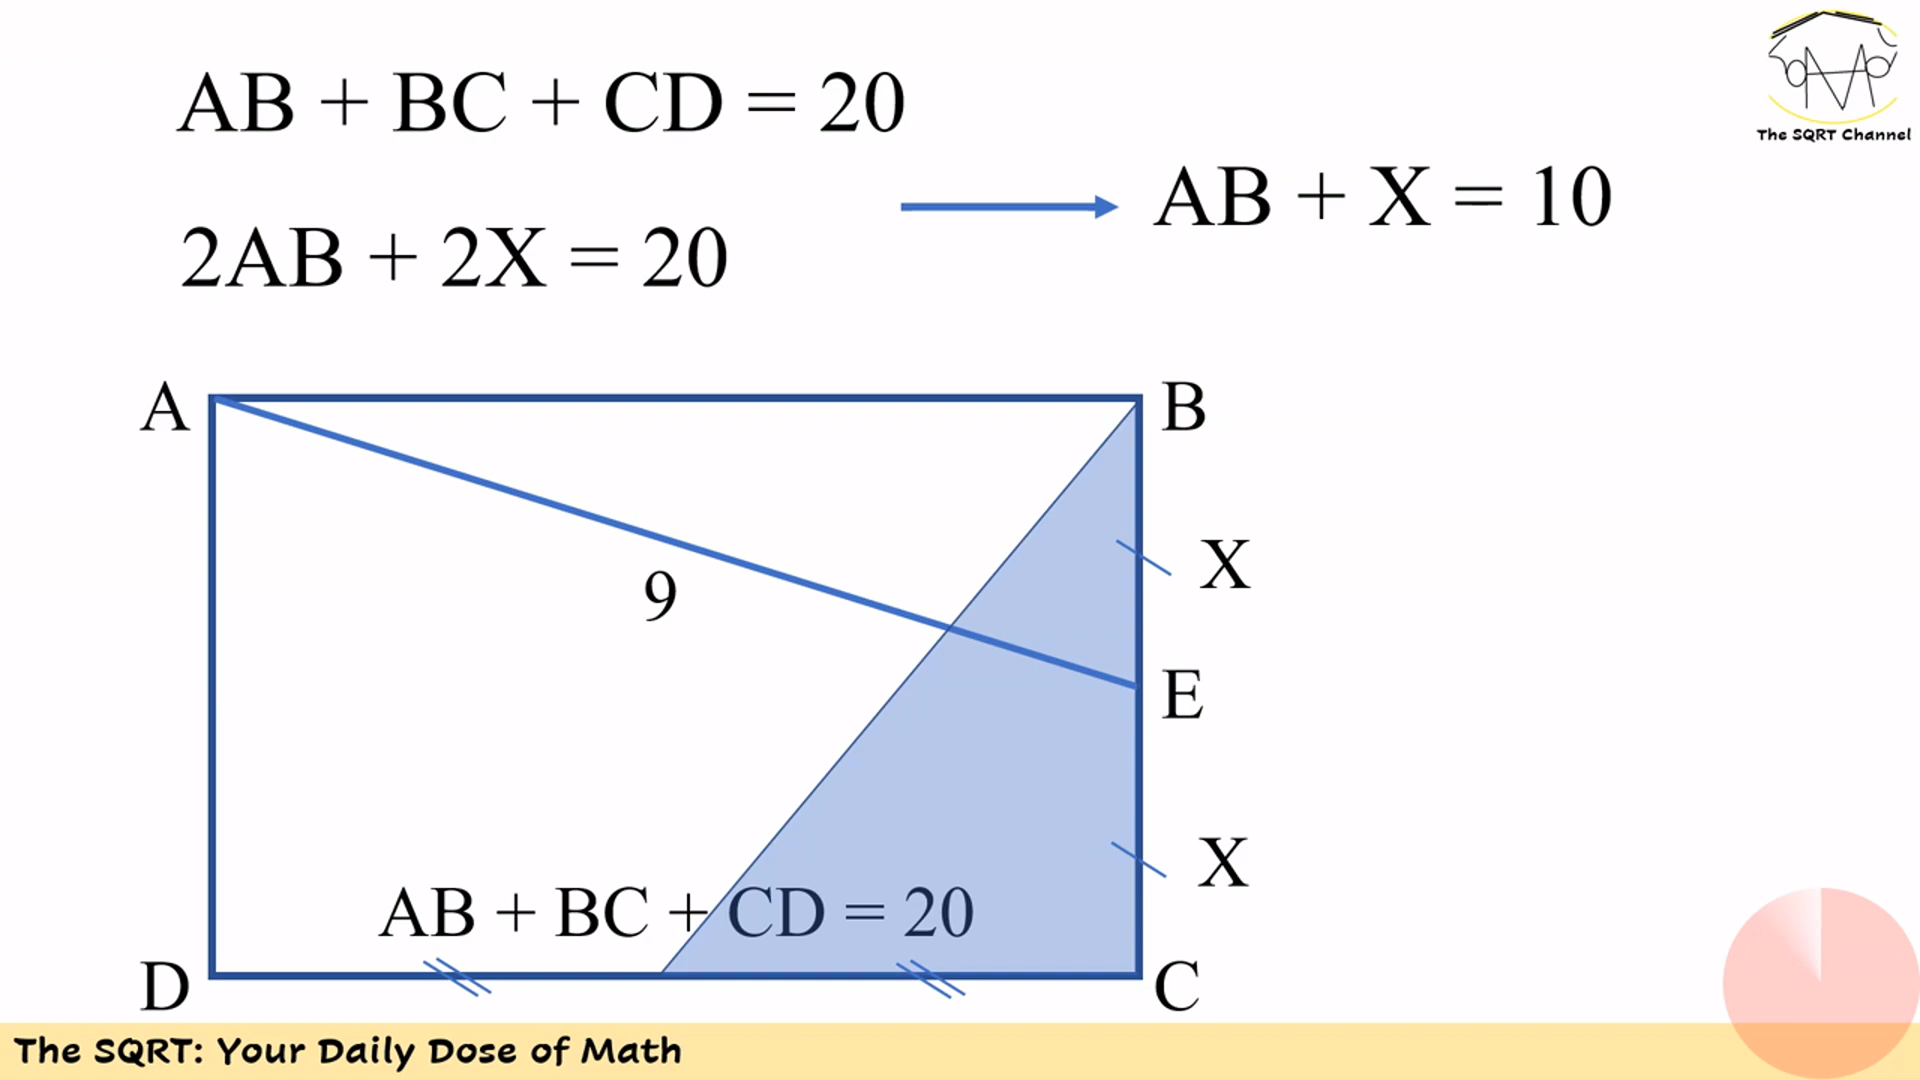 AB + BC + CD = 20
The SQRT Channel
AB + X = 10
2AB + 2X = 20
A
B
X
9
E
X
AB + BC + CD = 20
D
C
The SQRT: Your Daily Dose of Math